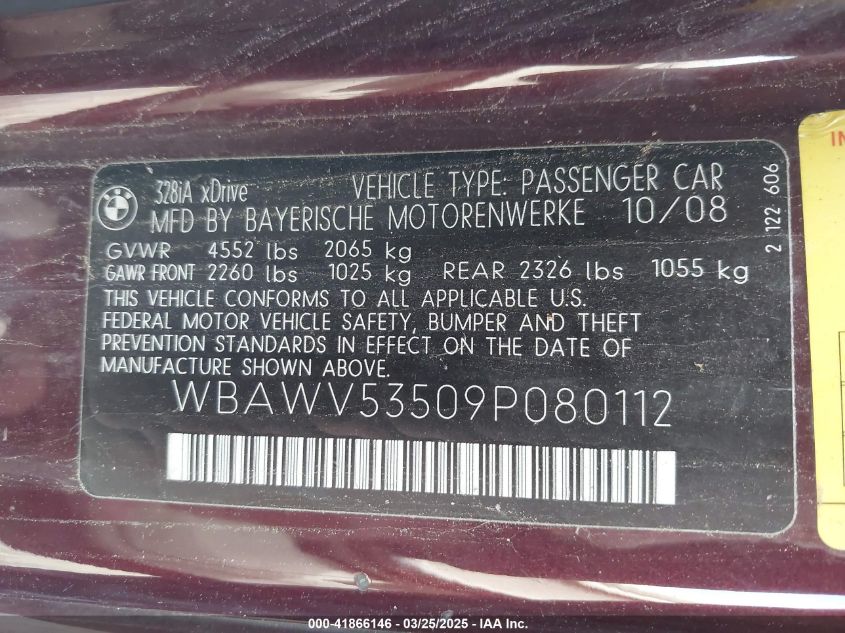 BMW
328iA xDrive VEHICLE TYPE: PASSENGER CAR
MFD BY BAYERISCHE MOTORENWERKE 10/08
GVWR 4552 lbs 2065 kg
GAWR FRONT 2260 lbs 1025 kg REAR 2326 lbs 1055 kg
THIS VEHICLE CONFORMS TO ALL APPLICABLE U.S.
FEDERAL MOTOR VEHICLE SAFETY, BUMPER AND THEFT
PREVENTION STANDARDS IN EFFECT ON THE DATE OF
MANUFACTURE SHOWN ABOVE.
WBAWV53509P080112
2 122 606
000-41866146 - 03/25/2025 - IAA Inc.